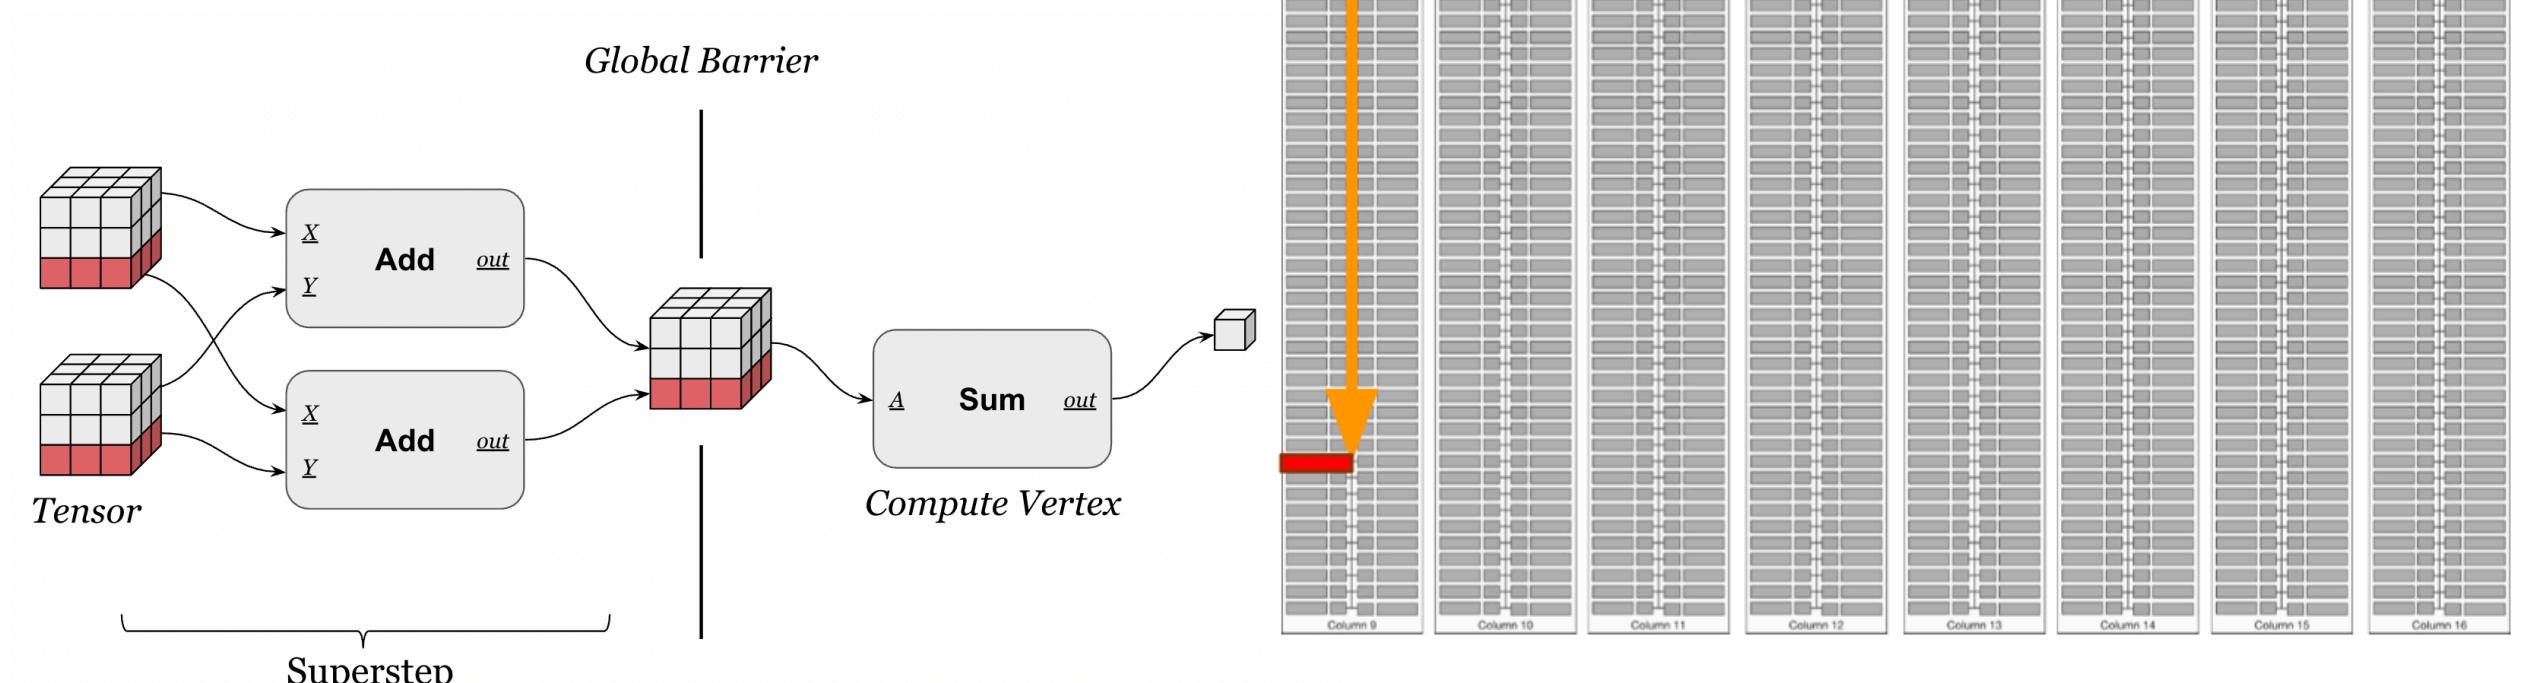 Global Barrier
X
Add
out
Y
X
Add
out
Y
A
Sum
out
Tensor
Compute Vertex
Superstep
Column 9
Column 10
Column 11
Column 12
Column 13
Column 14
Column 15
Column 16